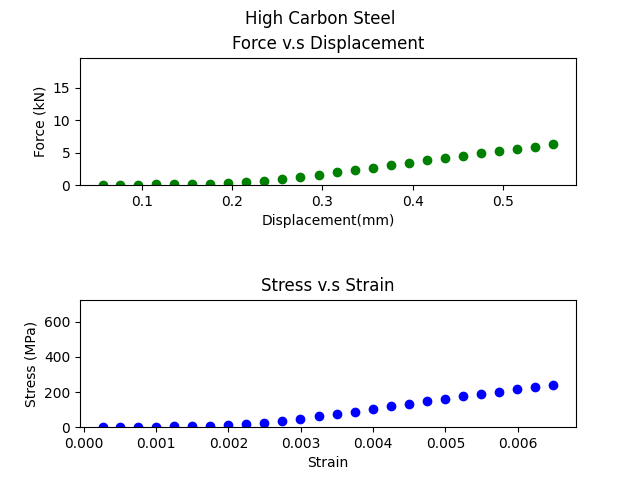 High Carbon Steel
Force v.s Displacement
15
10
5
0
Force (kN)
0.1 0.2 0.3 0.4 0.5
Displacement(mm)
Stress v.s Strain
600
400
200
0
Stress (MPa)
0.000 0.001 0.002 0.003 0.004 0.005 0.006
Strain